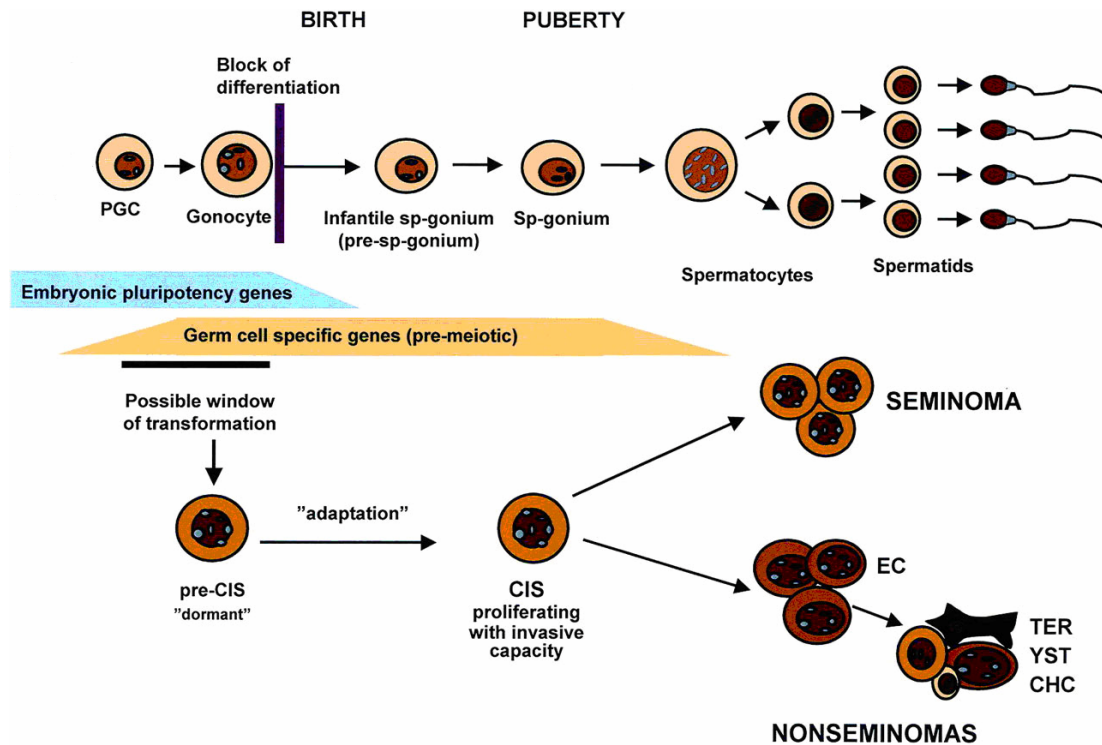 BIRTH
PUBERTY
Block of
differentiation
PGC
Gonocyte
Infantile sp-gonium
(pre-sp-gonium)
Sp-gonium
Spermatocytes
Spermatids
Embryonic pluripotency genes
Germ cell specific genes (pre-meiotic)
Possible window
of transformation
SEMINOMA
"adaptation"
pre-CIS
"dormant"
CIS
proliferating
with invasive
capacity
EC
TER
YST
CHC
NONSEMINOMAS